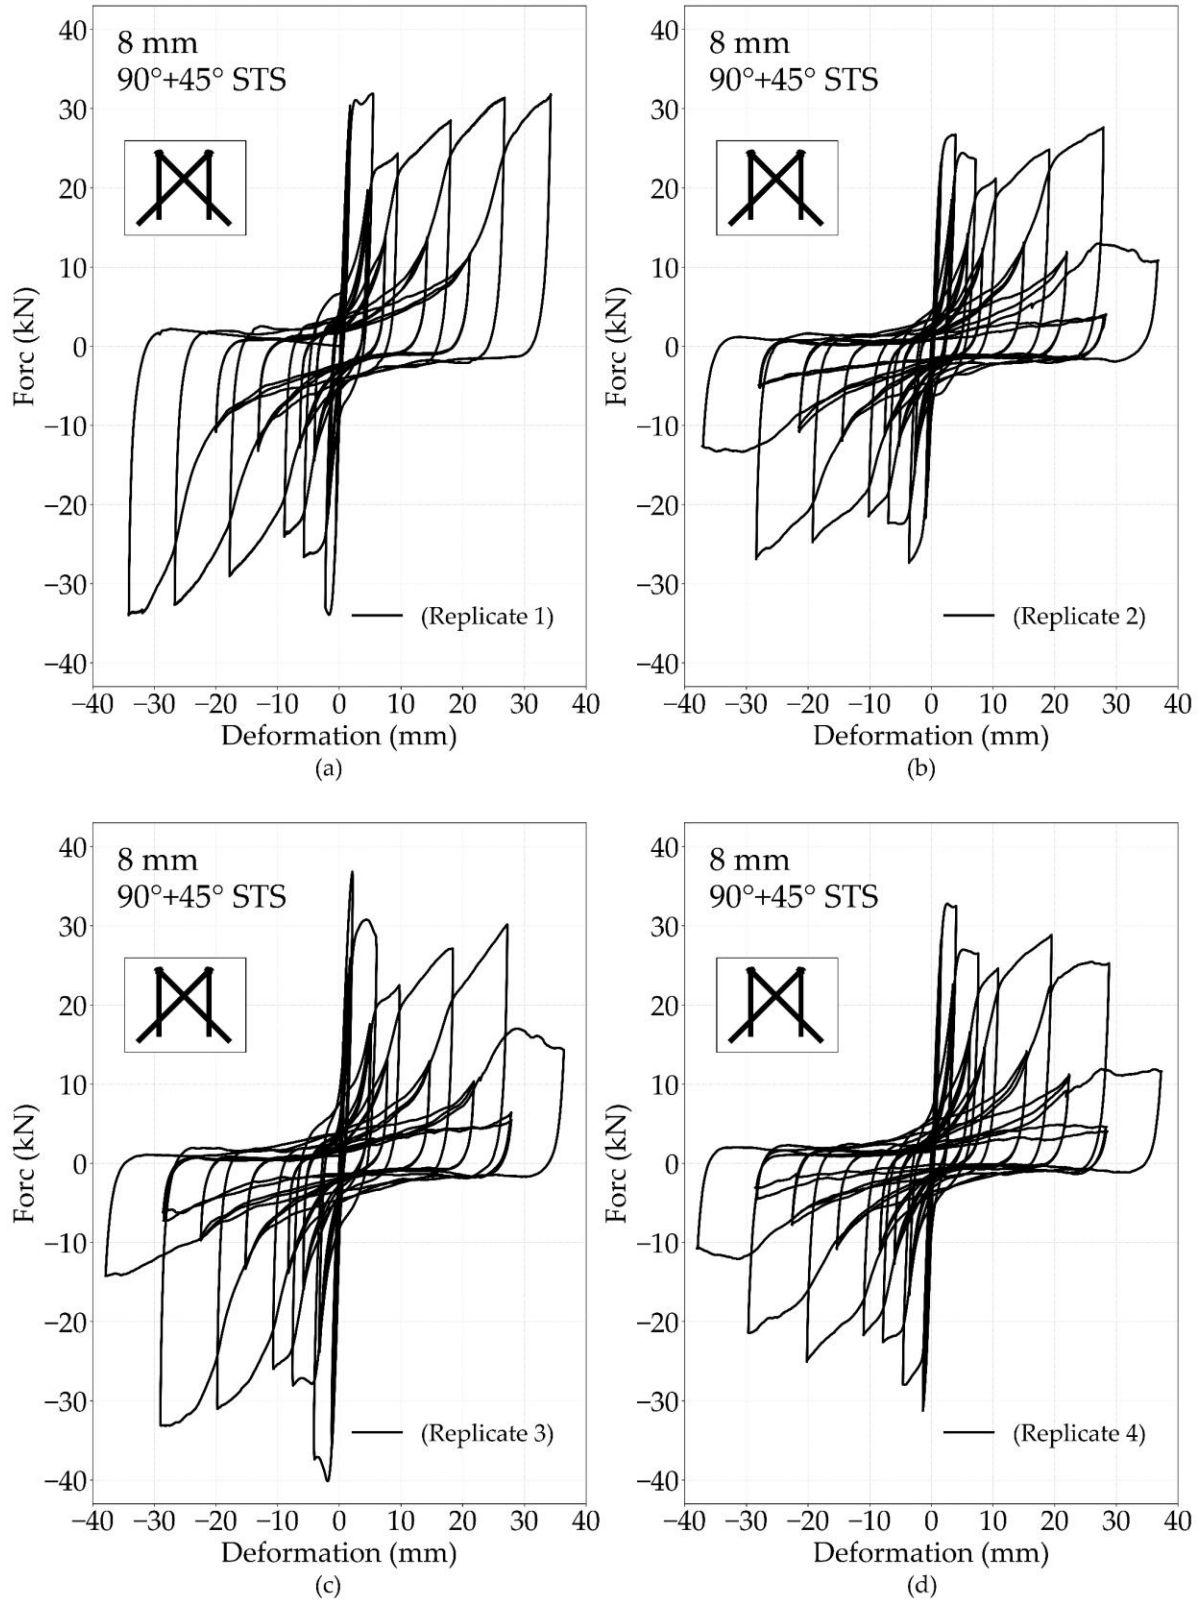 40
30
20
10
0
−10
−20
−30
−40
Forc (kN)
8 mm
90°+45° STS
(Replicate 1)
−40 −30 −20 −10 0 10 20 30 40
Deformation (mm)
(a)
40
30
20
10
0
−10
−20
−30
−40
Forc (kN)
8 mm
90°+45° STS
(Replicate 2)
−40 −30 −20 −10 0 10 20 30 40
Deformation (mm)
(b)
40
30
20
10
0
−10
−20
−30
−40
Forc (kN)
8 mm
90°+45° STS
(Replicate 3)
−40 −30 −20 −10 0 10 20 30 40
Deformation (mm)
(c)
40
30
20
10
0
−10
−20
−30
−40
Forc (kN)
8 mm
90°+45° STS
(Replicate 4)
−40 −30 −20 −10 0 10 20 30 40
Deformation (mm)
(d)